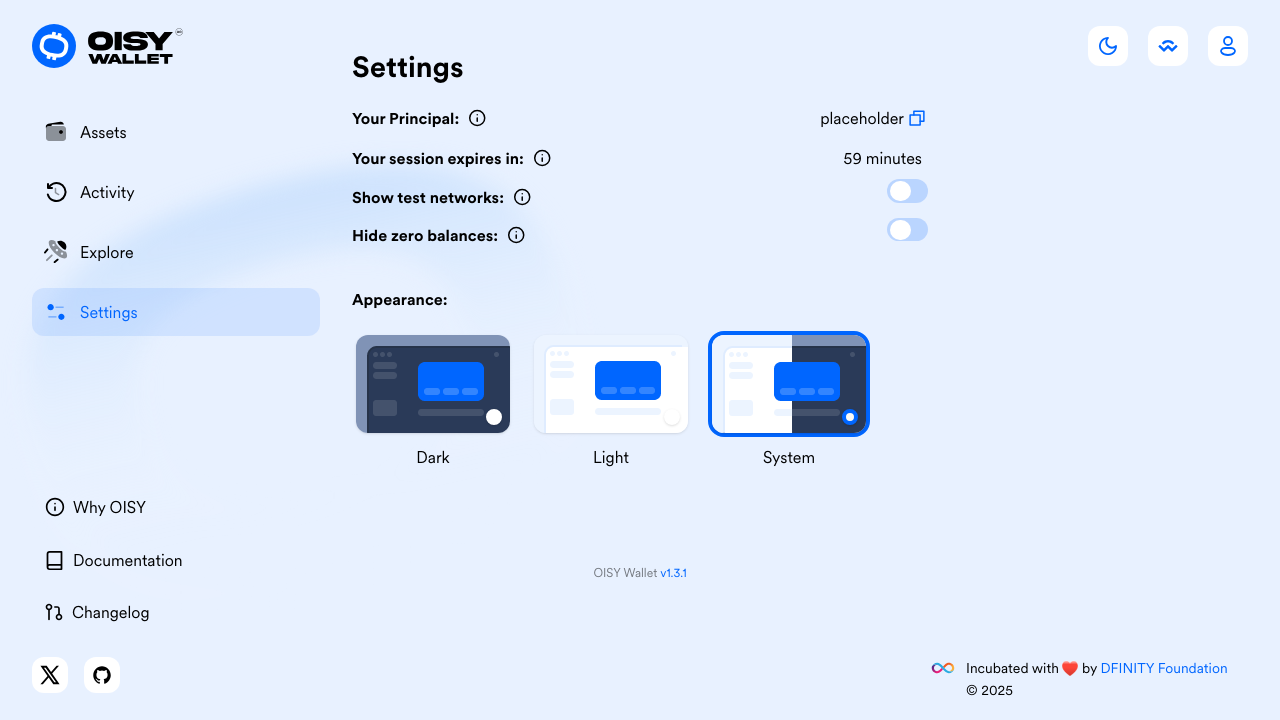 OISY
WALLET
Settings
Assets
Activity
Explore
Settings
Your Principal:
placeholder
Your session expires in:
59 minutes
Show test networks:
Hide zero balances:
Appearance:
Dark
Light
System
Why OISY
Documentation
Changelog
OISY Wallet v1.3.1
Incubated with ❤️ by DFINITY Foundation
© 2025